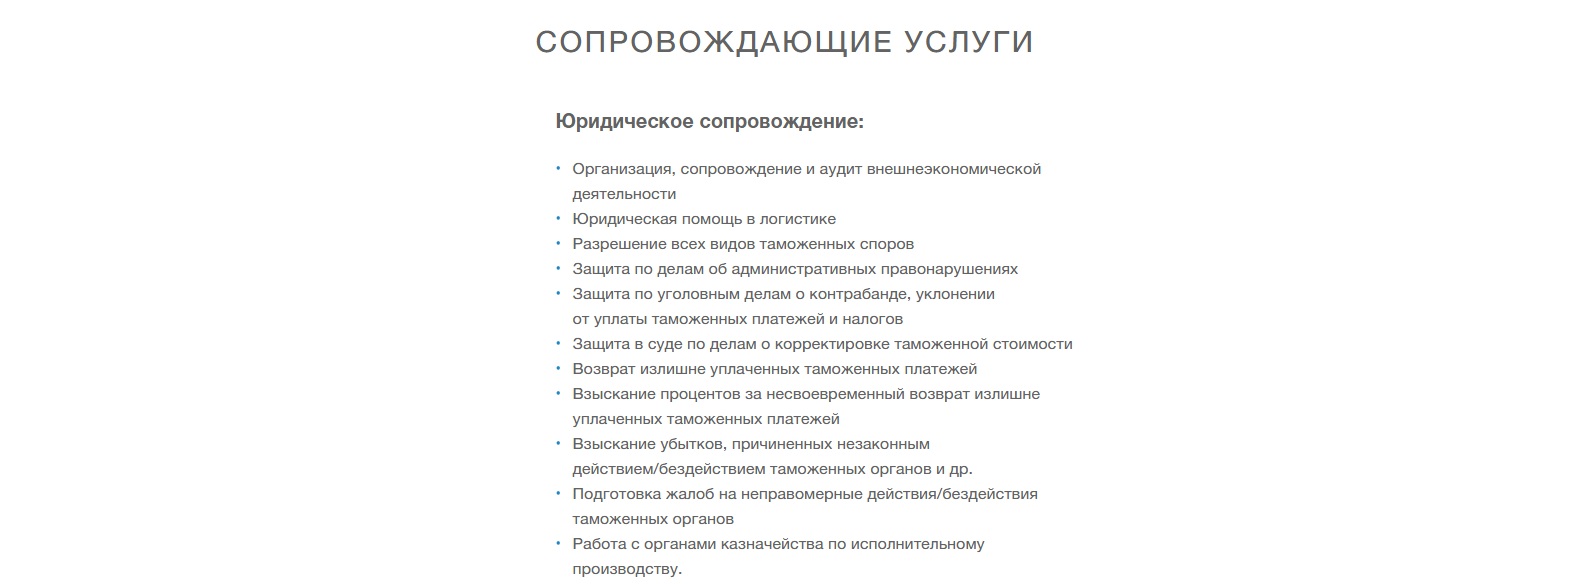 СОПРОВОЖДАЮЩИЕ УСЛУГИ
Юридическое сопровождение:
• Организация, сопровождение и аудит внешнеэкономической
деятельности
• Юридическая помощь в логистике
• Разрешение всех видов таможенных споров
• Защита по делам об административных правонарушениях
• Защита по уголовным делам о контрабанде, уклонении
от уплаты таможенных платежей и налогов
• Защита в суде по делам о корректировке таможенной стоимости
• Возврат излишне уплаченных таможенных платежей
• Взыскание процентов за несвоевременный возврат излишне
уплаченных таможенных платежей
• Взыскание убытков, причиненных незаконным
действием/бездействием таможенных органов и др.
• Подготовка жалоб на неправомерные действия/бездействия
таможенных органов
• Работа с органами казначейства по исполнительному
производству.